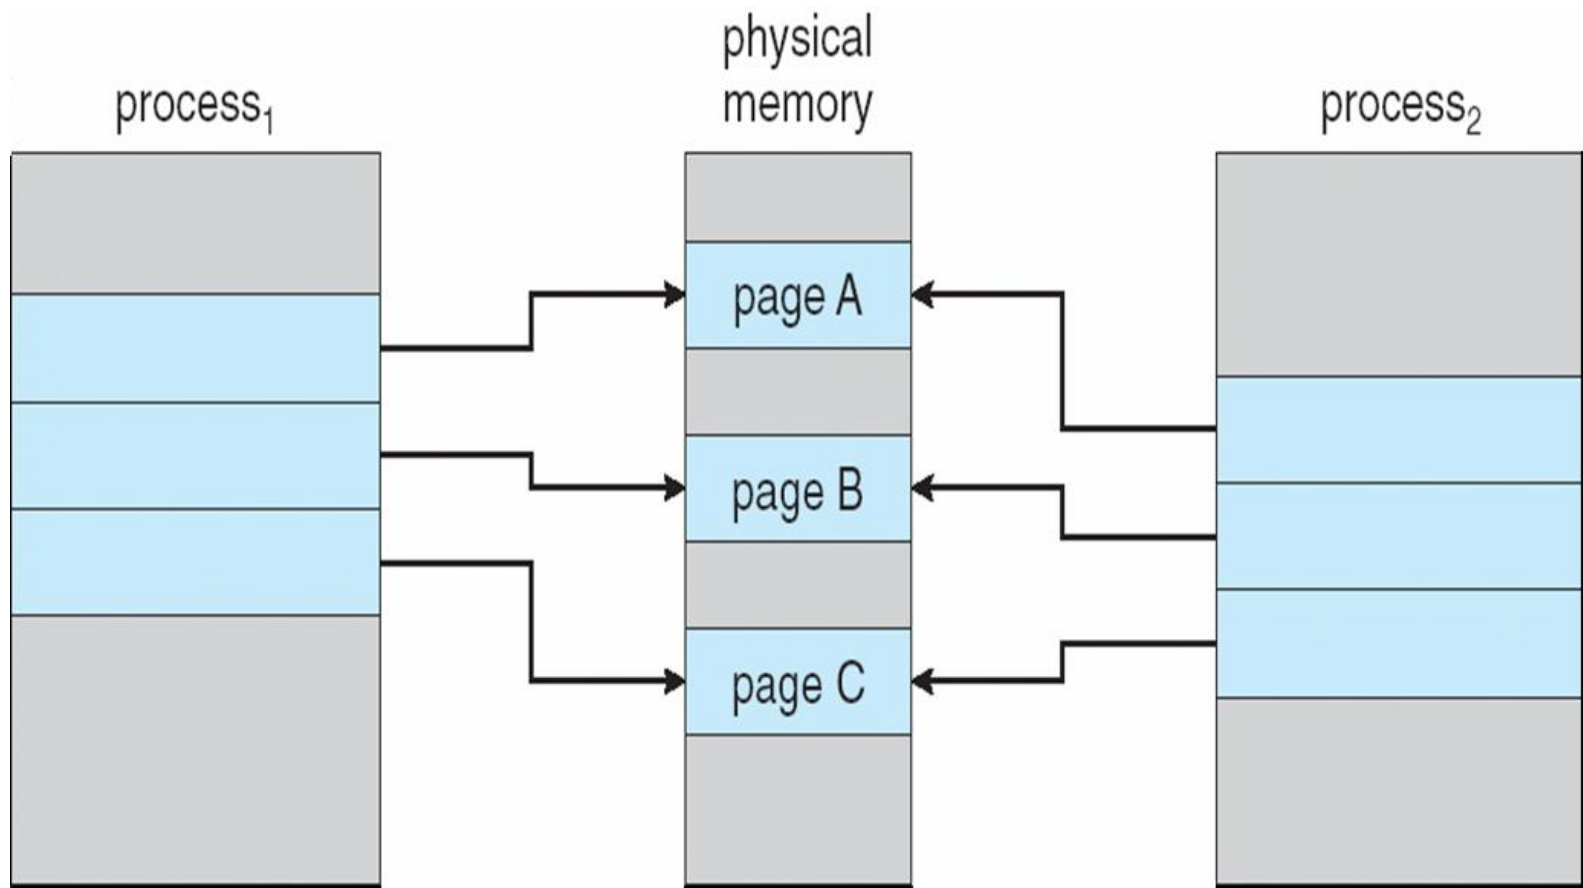 physical
memory
process₁
process₂
page A
page B
page C